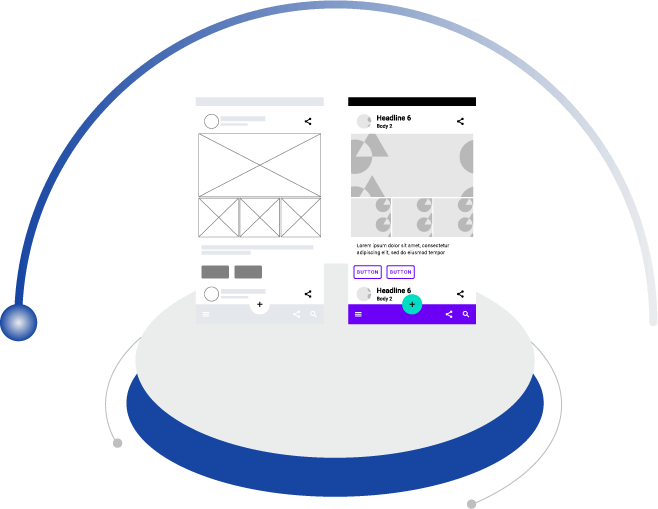 Headline 6
Body 2
Lorem ipsum dolor sit amet, consectetur
adipiscing elit, sed do eiusmod tempor
BUTTON
BUTTON
Headline 6
Body 2